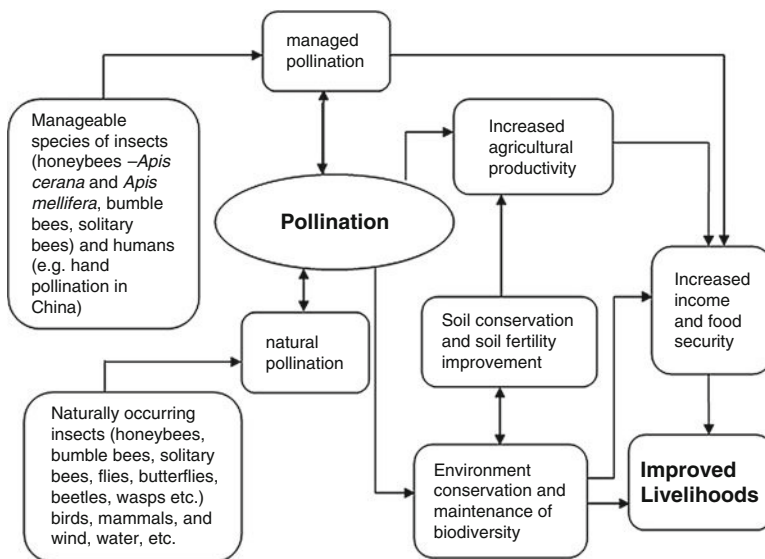 managed
pollination
Manageable
species of insects
(honeybees –Apis
cerana and Apis
mellifera, bumble
bees, solitary
bees) and humans
(e.g. hand
pollination in
China)
Increased
agricultural
productivity
Pollination
Increased
income
and food
security
Soil conservation
and soil fertility
improvement
natural
pollination
Naturally occurring
insects (honeybees,
bumble bees, solitary
bees, flies, butterflies,
beetles, wasps etc.)
birds, mammals, and
wind, water, etc.
Environment
conservation and
maintenance of
biodiversity
Improved
Livelihoods